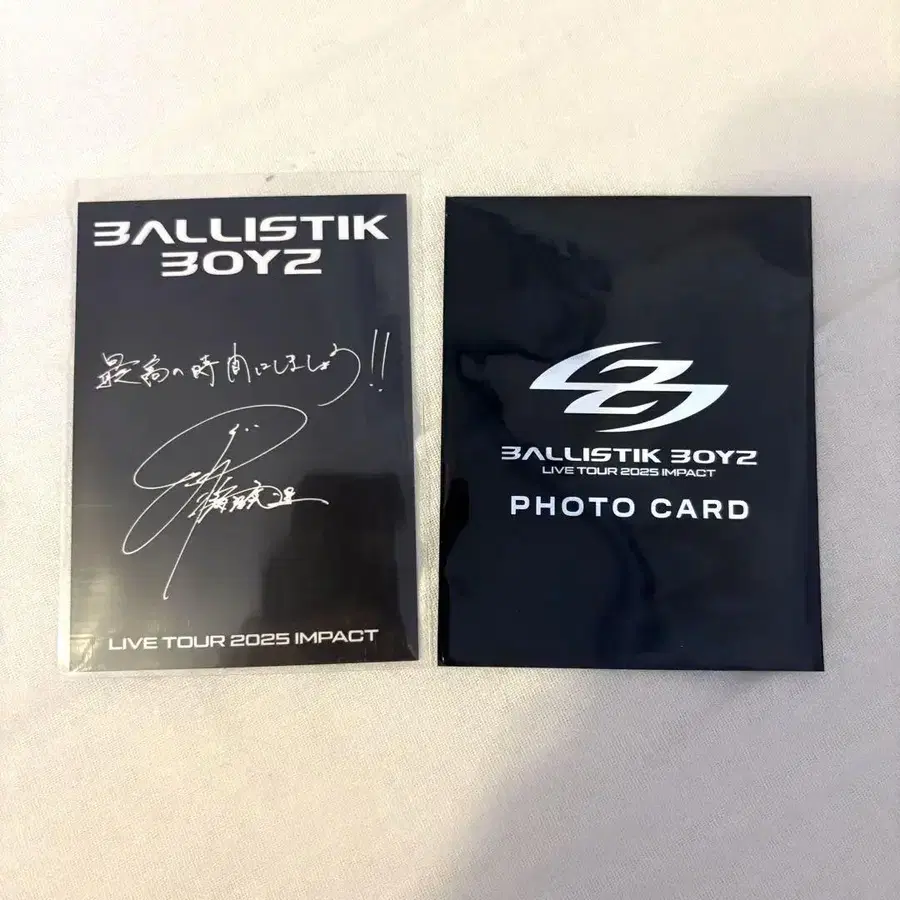 BALLISTIK
BOYZ
最高の時間にしましょう!!
LIVE TOUR 2025 IMPACT
BALLISTIK BOYZ
LIVE TOUR 2025 IMPACT
PHOTO CARD